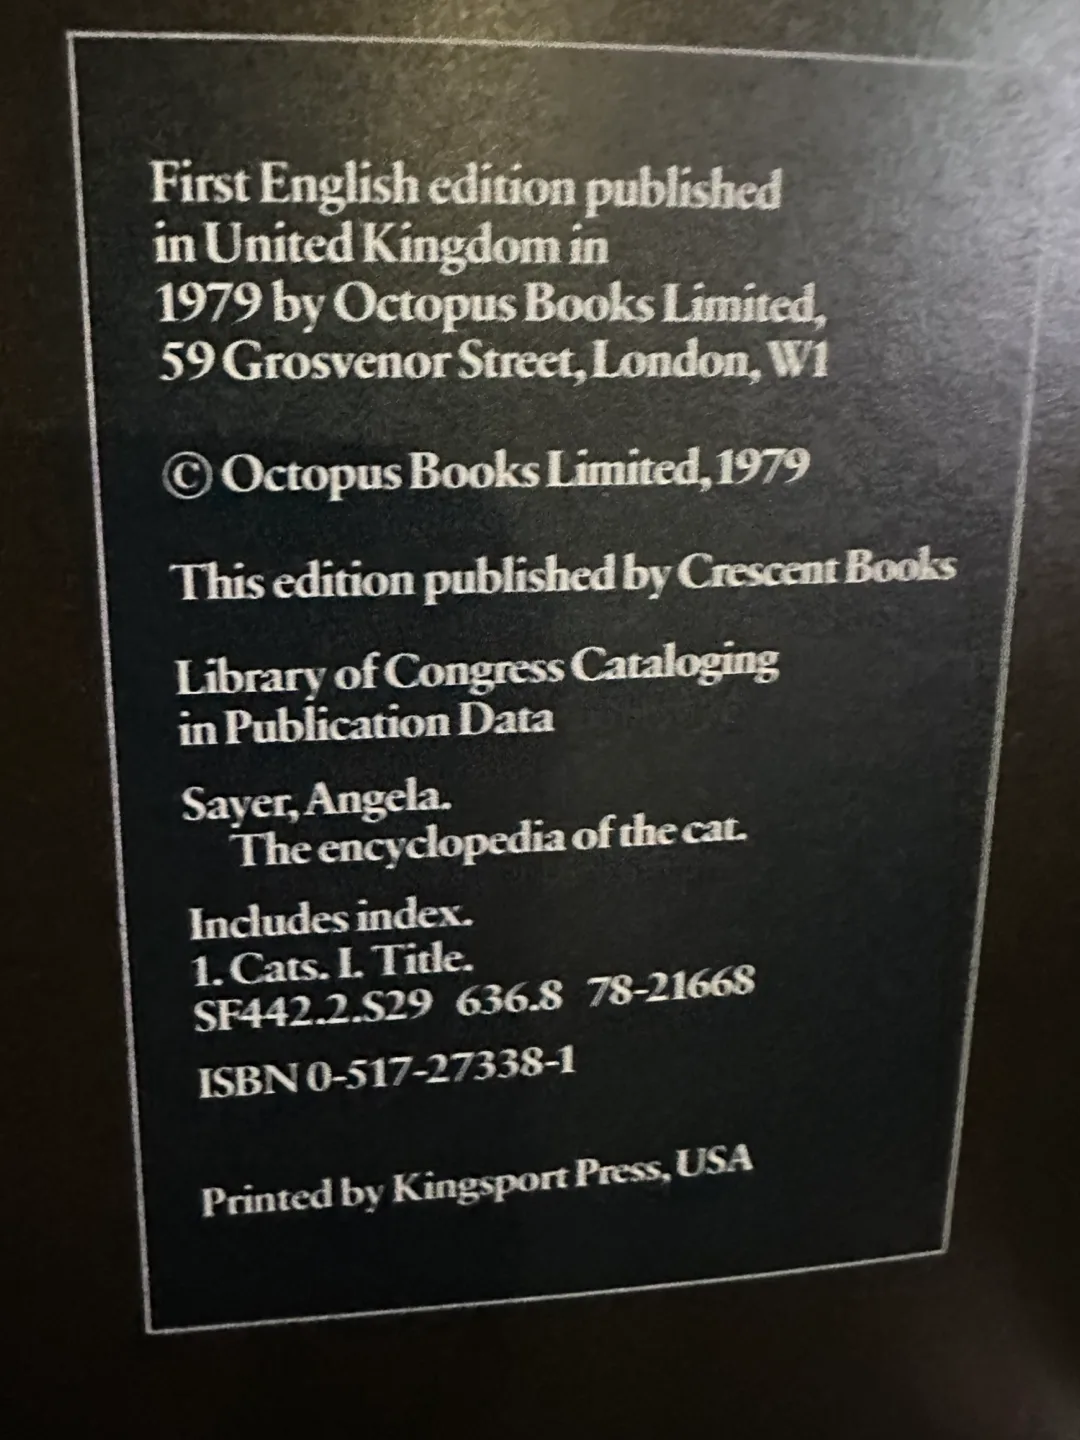 First English edition published
in United Kingdom in
1979 by Octopus Books Limited,
59 Grosvenor Street, London, W1
© Octopus Books Limited, 1979
This edition published by Crescent Books
Library of Congress Cataloging
in Publication Data
Sayer, Angela.
The encyclopedia of the cat.
Includes index.
1. Cats. I. Title.
SF442.2.S29 636.8 78-21668
ISBN 0-517-27338-1
Printed by Kingsport Press, USA